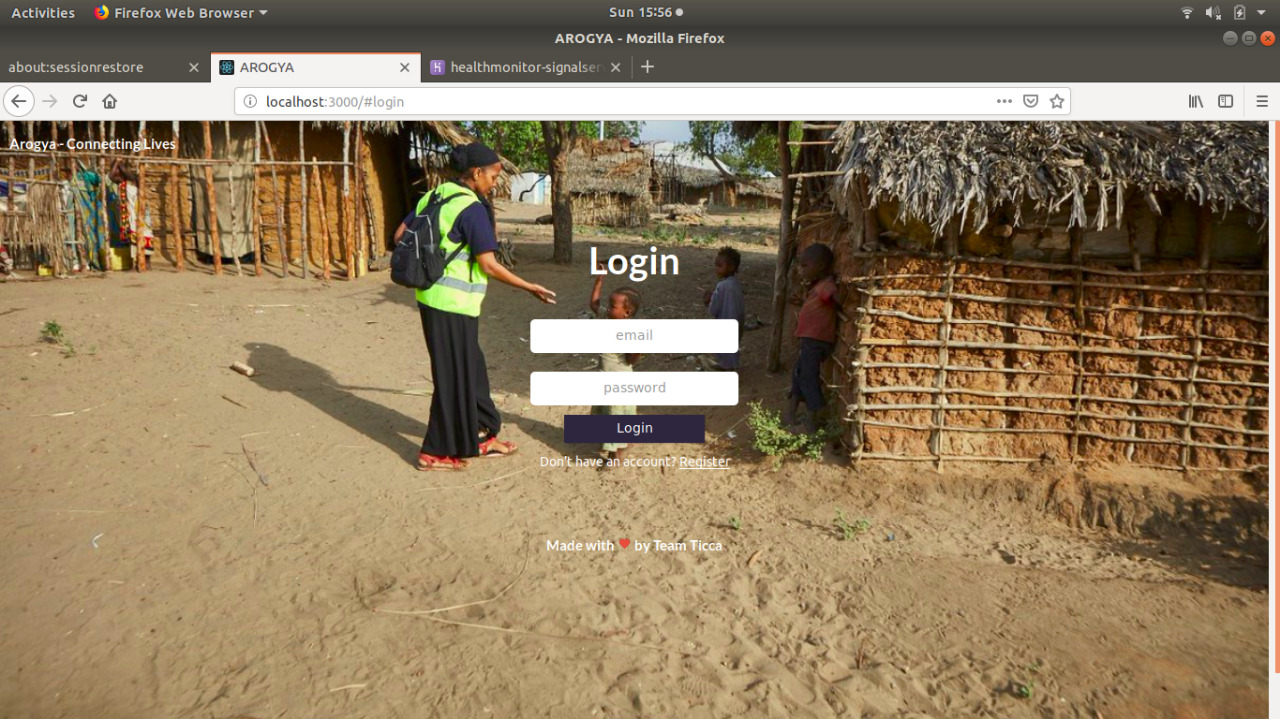 Activities Firefox Web Browser Sun 15:56
AROGYA - Mozilla Firefox
about:sessionrestore AROGYA healthmonitor-signalser
localhost:3000/#login
Arogya - Connecting Lives
Login
email
password
Login
Don't have an account? Register
Made with ❤ by Team Ticca